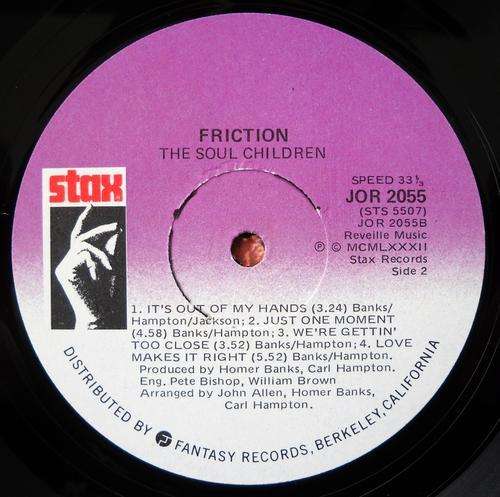 FRICTION
THE SOUL CHILDREN
stax
SPEED 33⅓
JOR 2055
(STS 5507)
JOR 2055B
Reveille Music
℗ © MCMLXXXII
Stax Records
Side 2
1. IT'S OUT OF MY HANDS (3.24) Banks/
Hampton/Jackson; 2. JUST ONE MOMENT
(4.58) Banks/Hampton; 3. WE'RE GETTIN'
TOO CLOSE (3.52) Banks/Hampton; 4. LOVE
MAKES IT RIGHT (5.52) Banks/Hampton.
Produced by Homer Banks, Carl Hampton.
Eng. Pete Bishop, William Brown
Arranged by John Allen, Homer Banks,
Carl Hampton.
DISTRIBUTED BY FANTASY RECORDS, BERKELEY, CALIFORNIA